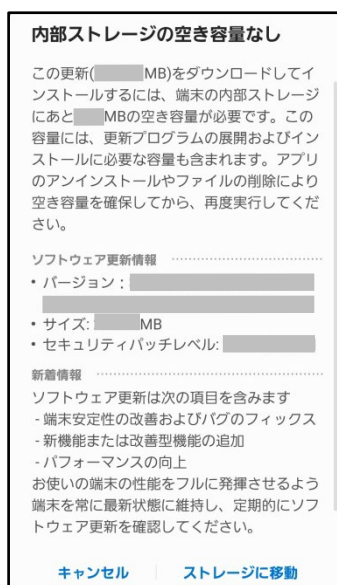 内部ストレージの空き容量なし
この更新( MB)をダウンロードしてイ
ンストールするには、端末の内部ストレージ
にあと MBの空き容量が必要です。この
容量には、更新プログラムの展開およびイン
ストールに必要な容量も含まれます。アプリ
のアンインストールやファイルの削除により
空き容量を確保してから、再度実行してくだ
さい。
ソフトウェア更新情報
・バージョン：
・サイズ: MB
・セキュリティパッチレベル:
新着情報
ソフトウェア更新は次の項目を含みます
- 端末安定性の改善およびバグのフィックス
- 新機能または改善型機能の追加
- パフォーマンスの向上
お使いの端末の性能をフルに発揮させるよう
端末を常に最新状態に維持し、定期的にソフ
トウェア更新を確認してください。
キャンセル ストレージに移動